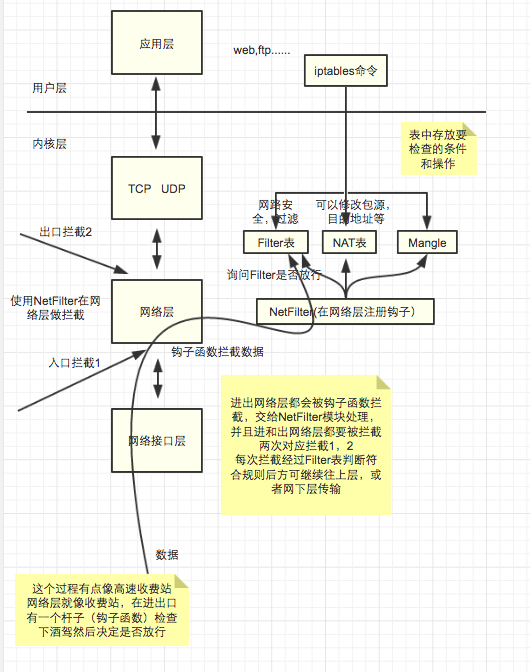 应用层
web,ftp......
iptables命令
用户层
内核层
表中存放要
检查的条件
和操作
TCP UDP
网路安
全，过滤
可以修改包源，
目的地址等
出口拦截2
Filter表
NAT表
Mangle
询问Filter是否放行
使用NetFilter在网
络层做拦截
网络层
NetFilter(在网络层注册钩子）
钩子函数拦截数据
入口拦截1
进出网络层都会被钩子函数拦
截，交给NetFilter模块处理，
并且进和出网络层都要被拦截
两次对应拦截1，2
每次拦截经过Filter表判断符
合规则后方可继续往上层，或
者网下层传输
网络接口层
数据
这个过程有点像高速收费站
网络层就像收费站，在进出口
有一个杆子（钩子函数）检查
下酒驾然后决定是否放行